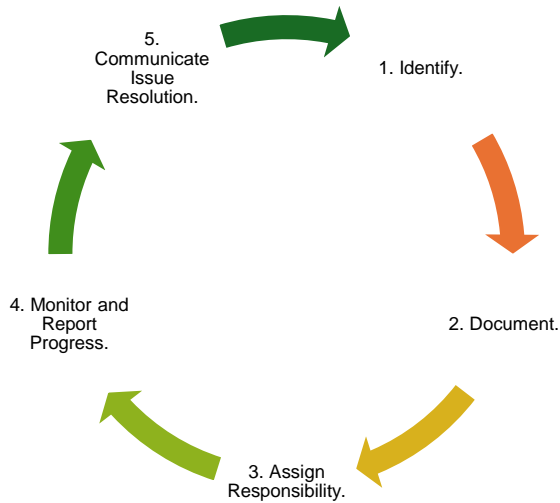 1. Identify.
2. Document.
3. Assign
Responsibility.
4. Monitor and
Report
Progress.
5.
Communicate
Issue
Resolution.